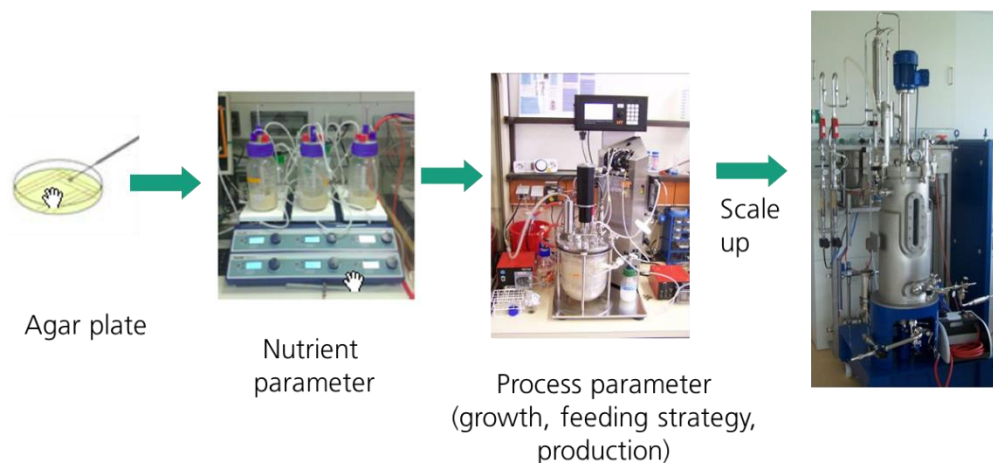 Agar plate
Nutrient
parameter
Process parameter
(growth, feeding strategy,
production)
Scale
up